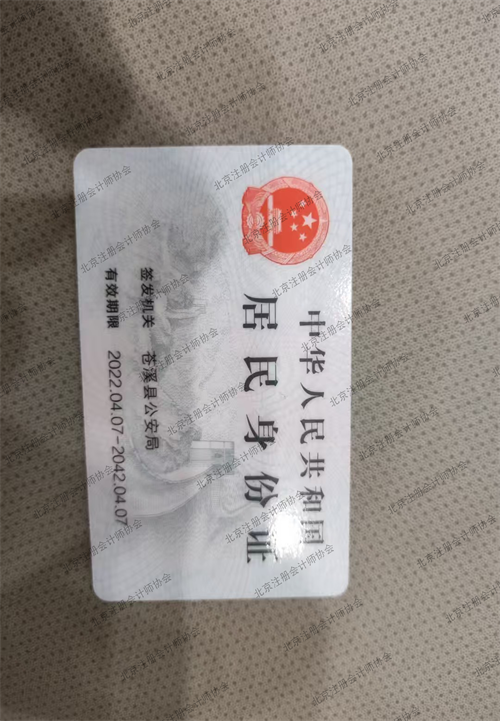 中华人民共和国
居民身份证
签发机关 苍溪县公安局
有效期限 2022.04.07-2042.04.07
北京注册会计师协会